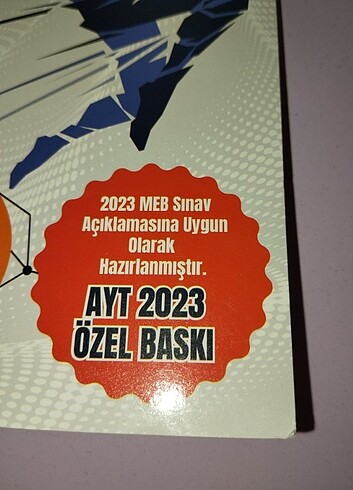 2023 MEB Sınav
Açıklamasına Uygun
Olarak
Hazırlanmıştır.
AYT 2023
ÖZEL BASKI